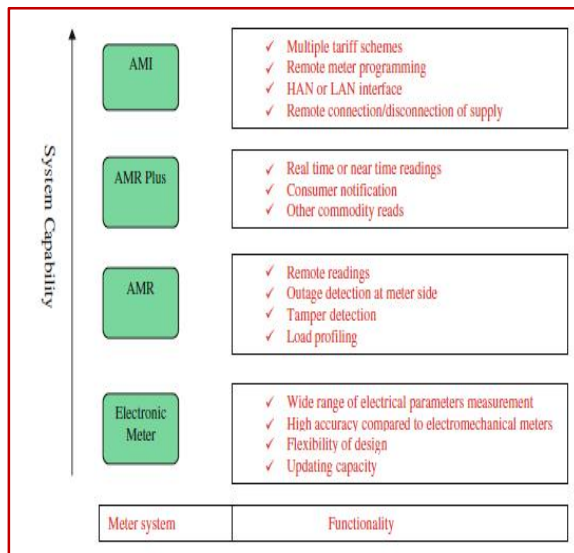 System Capability
AMI
✓ Multiple tariff schemes
✓ Remote meter programming
✓ HAN or LAN interface
✓ Remote connection/disconnection of supply
AMR Plus
✓ Real time or near time readings
✓ Consumer notification
✓ Other commodity reads
AMR
✓ Remote readings
✓ Outage detection at meter side
✓ Tamper detection
✓ Load profiling
Electronic
Meter
✓ Wide range of electrical parameters measurement
✓ High accuracy compared to electromechanical meters
✓ Flexibility of design
✓ Updating capacity
Meter system
Functionality